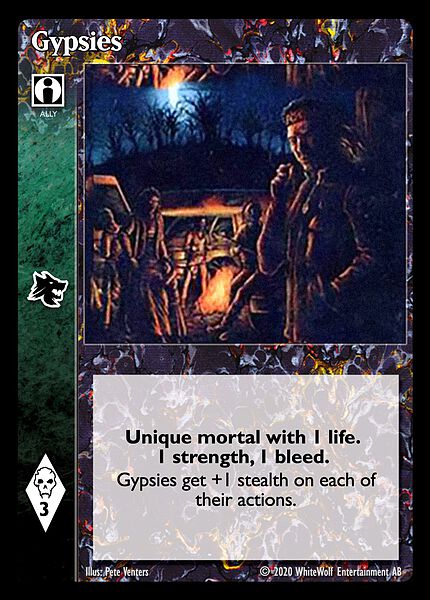 Gypsies
ALLY
Unique mortal with 1 life.
1 strength, 1 bleed.
Gypsies get +1 stealth on each of
their actions.
3
Illus: Pete Venters
© 2020 WhiteWolf Entertainment AB